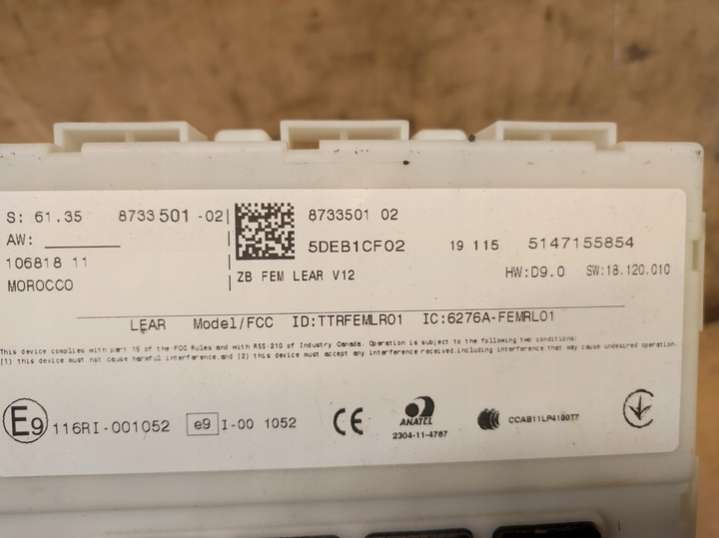 S: 61.35 8733501-02| 8733501 02
AW: 5DEB1CF02 19 115 5147155854
106818 11 | ZB FEM LEAR V12 HW:D9.0 SW:18.120.010
MOROCCO
LEAR Model/FCC ID:TTRFEMLR01 IC:6276A-FEMRL01
This device complies with part 15 of the FCC Rules and with RSS-210 of Industry Canada. Operation is subject to the following two conditions:
(1) this device must not cause harmful interference,and (2) this device must accept any interference received,including interference that may cause undesired operation.
E9 116RI-001052 e9 I-00 1052 CE ANATEL CCAB11LP4100T7
2304-11-4767